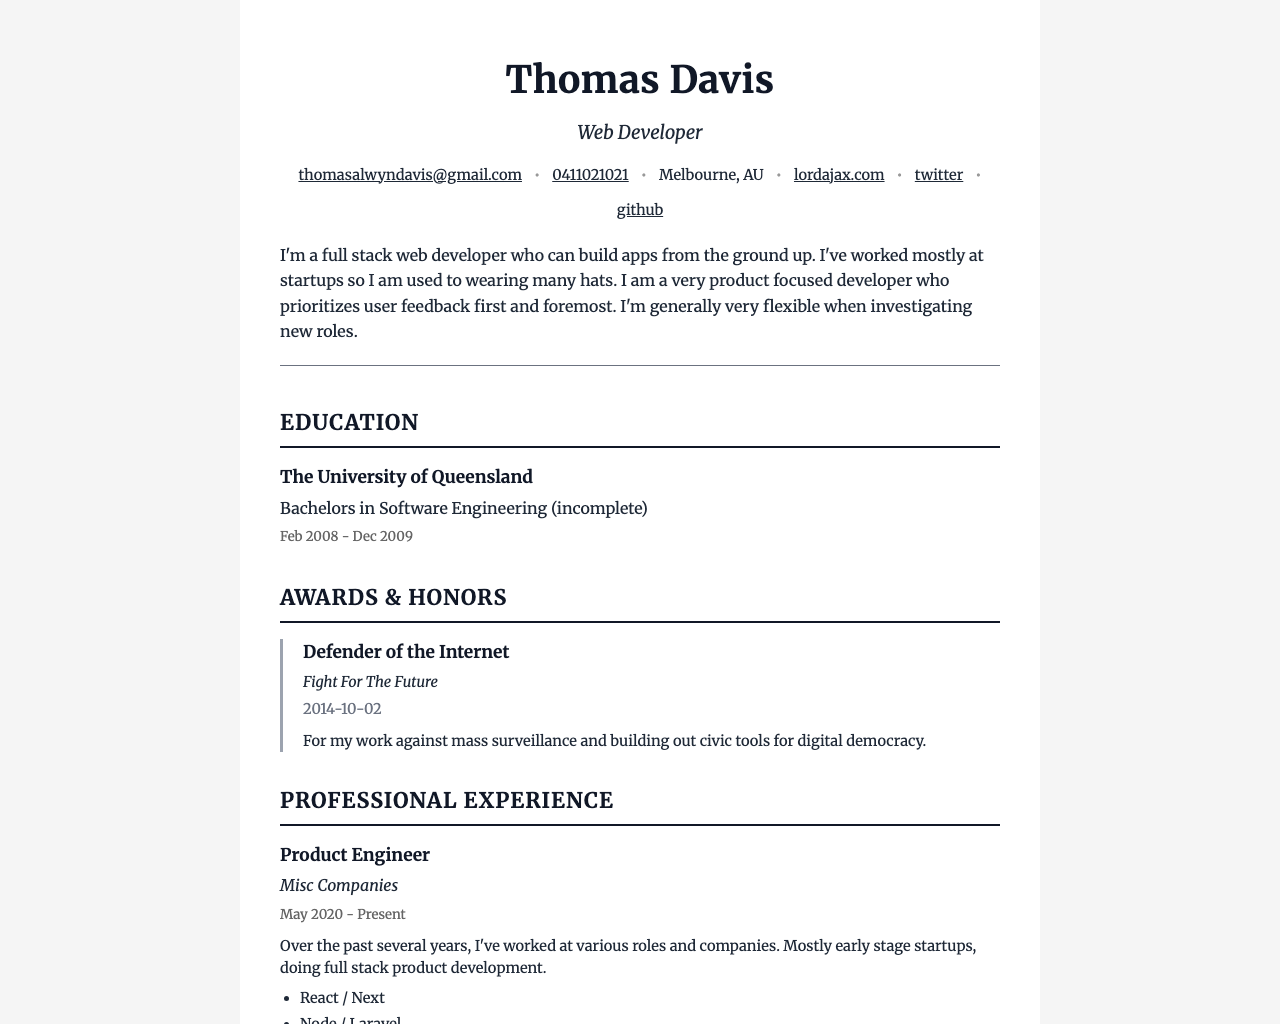 Thomas Davis
Web Developer
thomasalwyndavis@gmail.com • 0411021021 • Melbourne, AU • lordajax.com • twitter •
github
I'm a full stack web developer who can build apps from the ground up. I've worked mostly at
startups so I am used to wearing many hats. I am a very product focused developer who
prioritizes user feedback first and foremost. I'm generally very flexible when investigating
new roles.
EDUCATION
The University of Queensland
Bachelors in Software Engineering (incomplete)
Feb 2008 - Dec 2009
AWARDS & HONORS
Defender of the Internet
Fight For The Future
2014-10-02
For my work against mass surveillance and building out civic tools for digital democracy.
PROFESSIONAL EXPERIENCE
Product Engineer
Misc Companies
May 2020 - Present
Over the past several years, I've worked at various roles and companies. Mostly early stage startups,
doing full stack product development.
• React / Next
• Node / Laravel